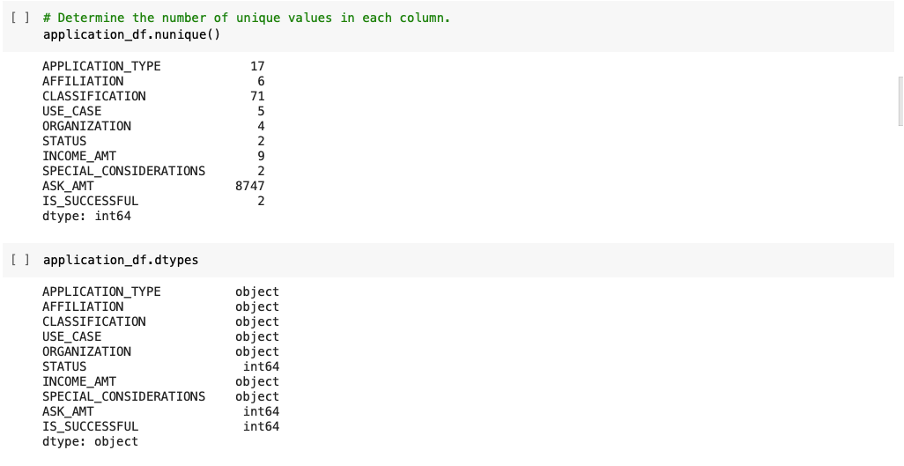 [ ] # Determine the number of unique values in each column.
application_df.nunique()
APPLICATION_TYPE 17
AFFILIATION 6
CLASSIFICATION 71
USE_CASE 5
ORGANIZATION 4
STATUS 2
INCOME_AMT 9
SPECIAL_CONSIDERATIONS 2
ASK_AMT 8747
IS_SUCCESSFUL 2
dtype: int64
[ ] application_df.dtypes
APPLICATION_TYPE object
AFFILIATION object
CLASSIFICATION object
USE_CASE object
ORGANIZATION object
STATUS int64
INCOME_AMT object
SPECIAL_CONSIDERATIONS object
ASK_AMT int64
IS_SUCCESSFUL int64
dtype: object